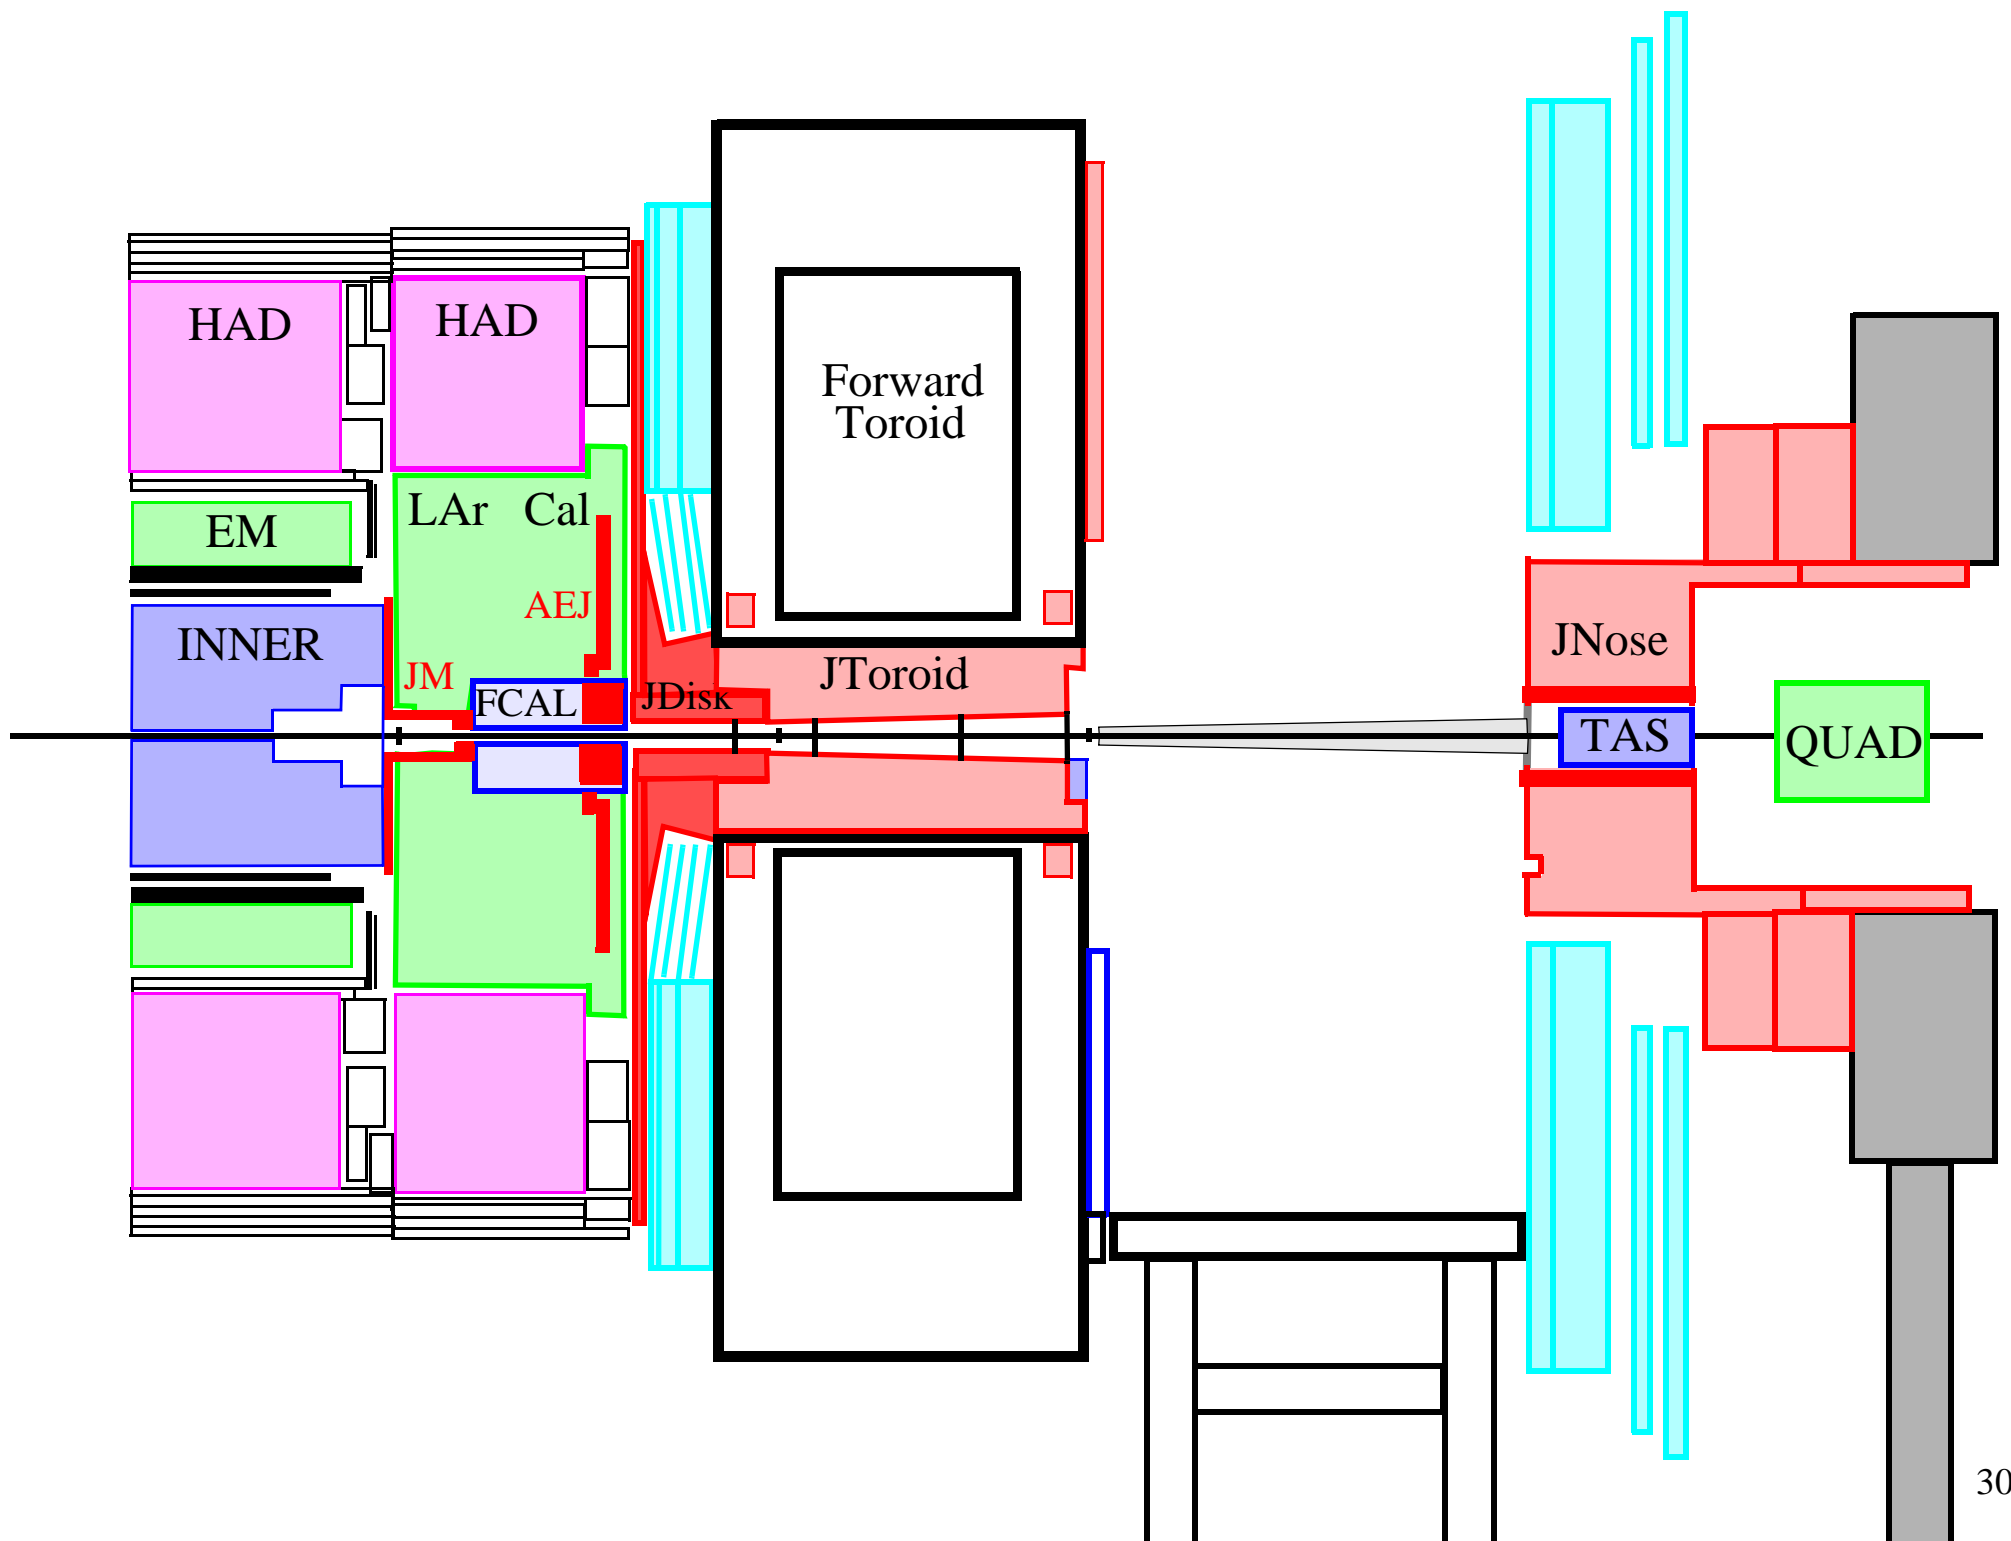 HAD
HAD
Forward
Toroid
LAr Cal
EM
AEJ
INNER
JM
FCAL
JDisk
JToroid
JNose
TAS
QUAD
30